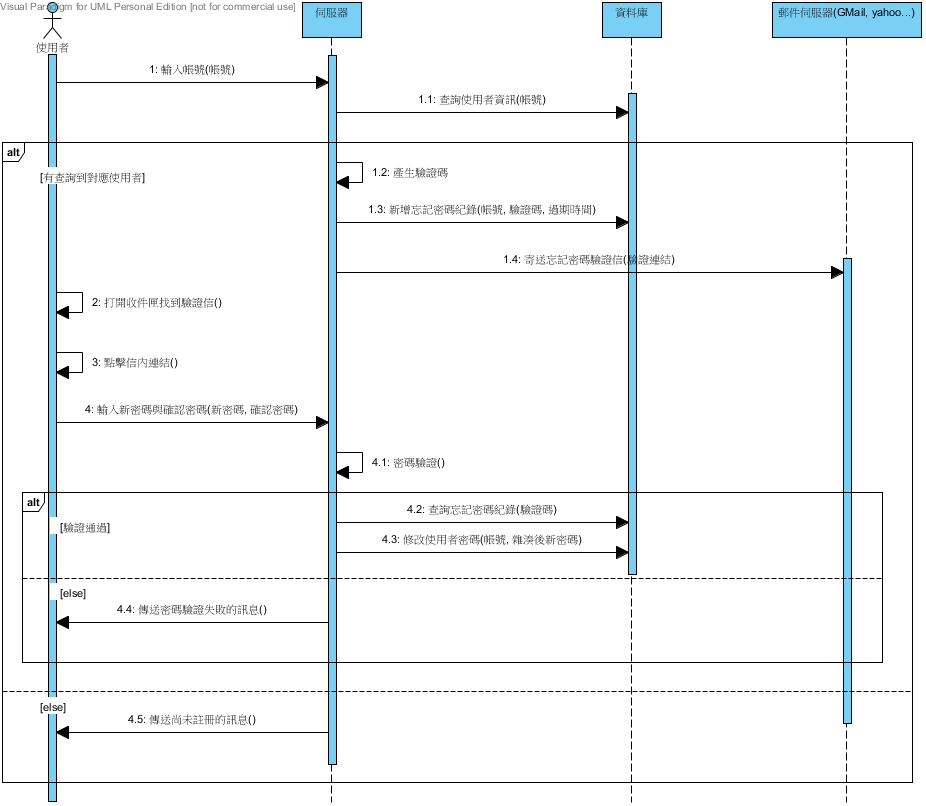 Visual Paradigm for UML Personal Edition [not for commercial use]
使用者
伺服器
資料庫
郵件伺服器(GMail, yahoo...)
1: 輸入帳號(帳號)
1.1: 查詢使用者資訊(帳號)
alt
[有查詢到對應使用者]
1.2: 產生驗證碼
1.3: 新增忘記密碼紀錄(帳號, 驗證碼, 過期時間)
1.4: 寄送忘記密碼驗證信(驗證連結)
2: 打開收件匣找到驗證信()
3: 點擊信內連結()
4: 輸入新密碼與確認密碼(新密碼, 確認密碼)
4.1: 密碼驗證()
alt
[驗證通過]
4.2: 查詢忘記密碼紀錄(驗證碼)
4.3: 修改使用者密碼(帳號, 雜湊後新密碼)
[else]
4.4: 傳送密碼驗證失敗的訊息()
[else]
4.5: 傳送尚未註冊的訊息()